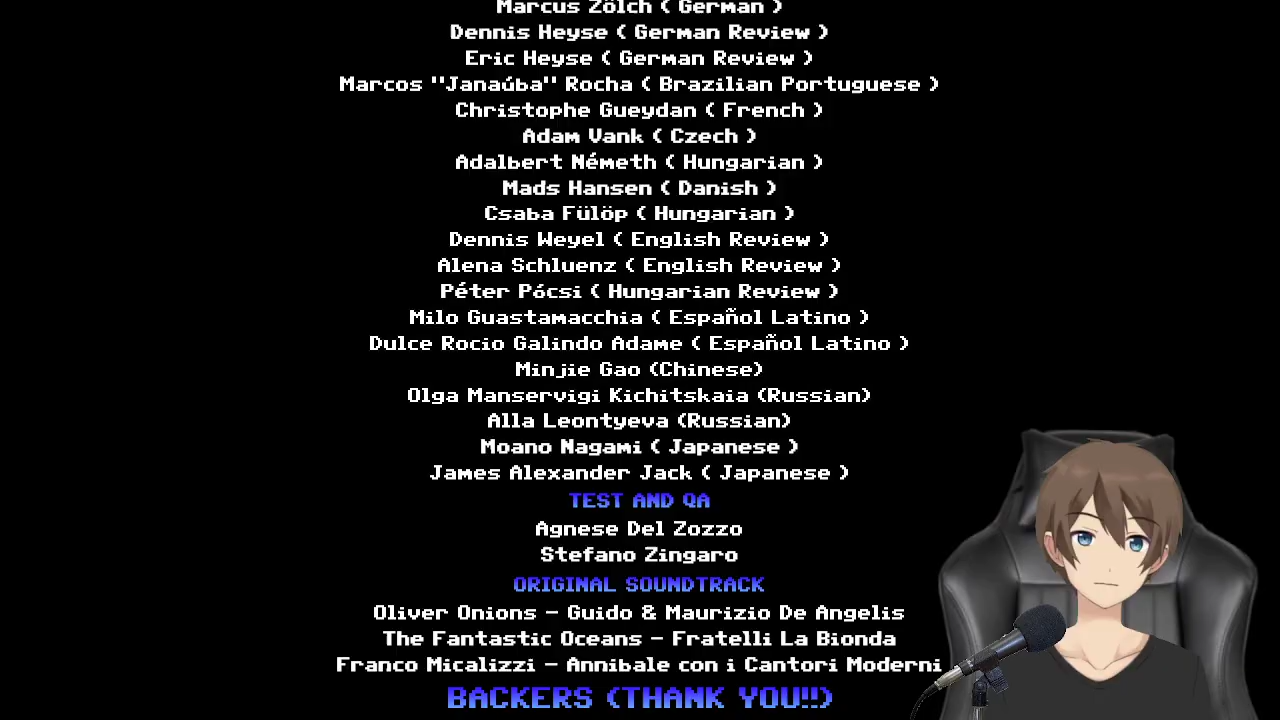 Marcus Zölch ( German )
Dennis Heyse ( German Review )
Eric Heyse ( German Review )
Marcos "Janaúba" Rocha ( Brazilian Portuguese )
Christophe Gueydan ( French )
Adam Vank ( Czech )
Adalbert Németh ( Hungarian )
Mads Hansen ( Danish )
Csaba Fülöp ( Hungarian )
Dennis Weyel ( English Review )
Alena Schluenz ( English Review )
Péter Pócsi ( Hungarian Review )
Milo Guastamacchia ( Español Latino )
Dulce Rocio Galindo Adame ( Español Latino )
Minjie Gao (Chinese)
Olga Manservigi Kichitskaia (Russian)
Alla Leontyeva (Russian)
Moano Nagami ( Japanese )
James Alexander Jack ( Japanese )
TEST AND QA
Agnese Del Zozzo
Stefano Zingaro
ORIGINAL SOUNDTRACK
Oliver Onions - Guido & Maurizio De Angelis
The Fantastic Oceans - Fratelli La Bionda
Franco Micalizzi - Annibale con i Cantori Moderni
BACKERS (THANK YOU!!)